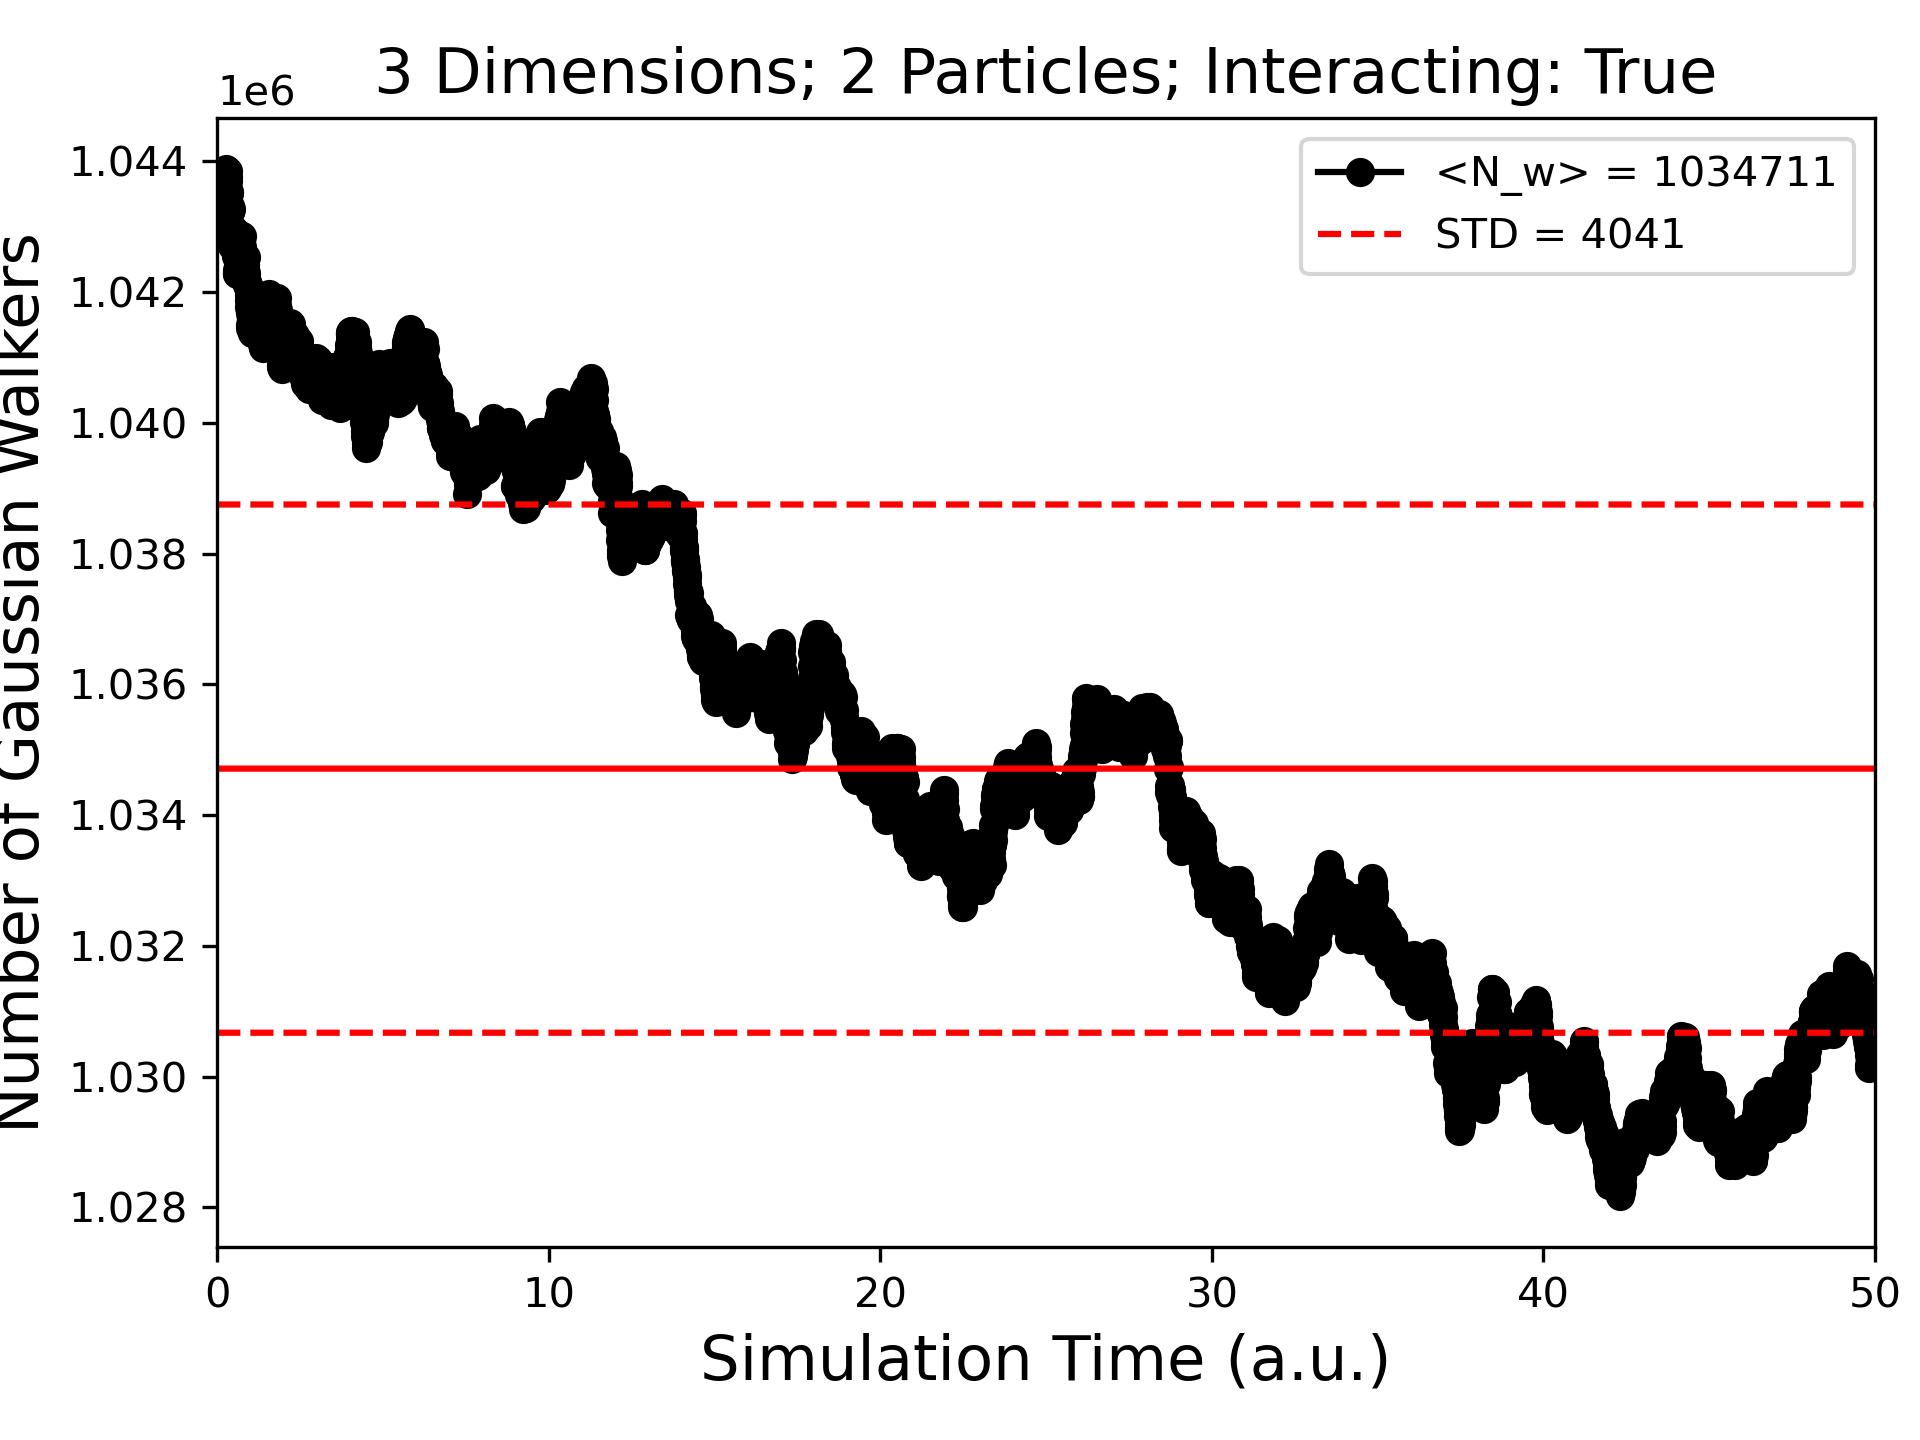 3 Dimensions; 2 Particles; Interacting: True
1e6
<N_w> = 1034711
STD = 4041
1.044
1.042
1.040
1.038
1.036
1.034
1.032
1.030
1.028
Number of Gaussian Walkers
0 10 20 30 40 50
Simulation Time (a.u.)